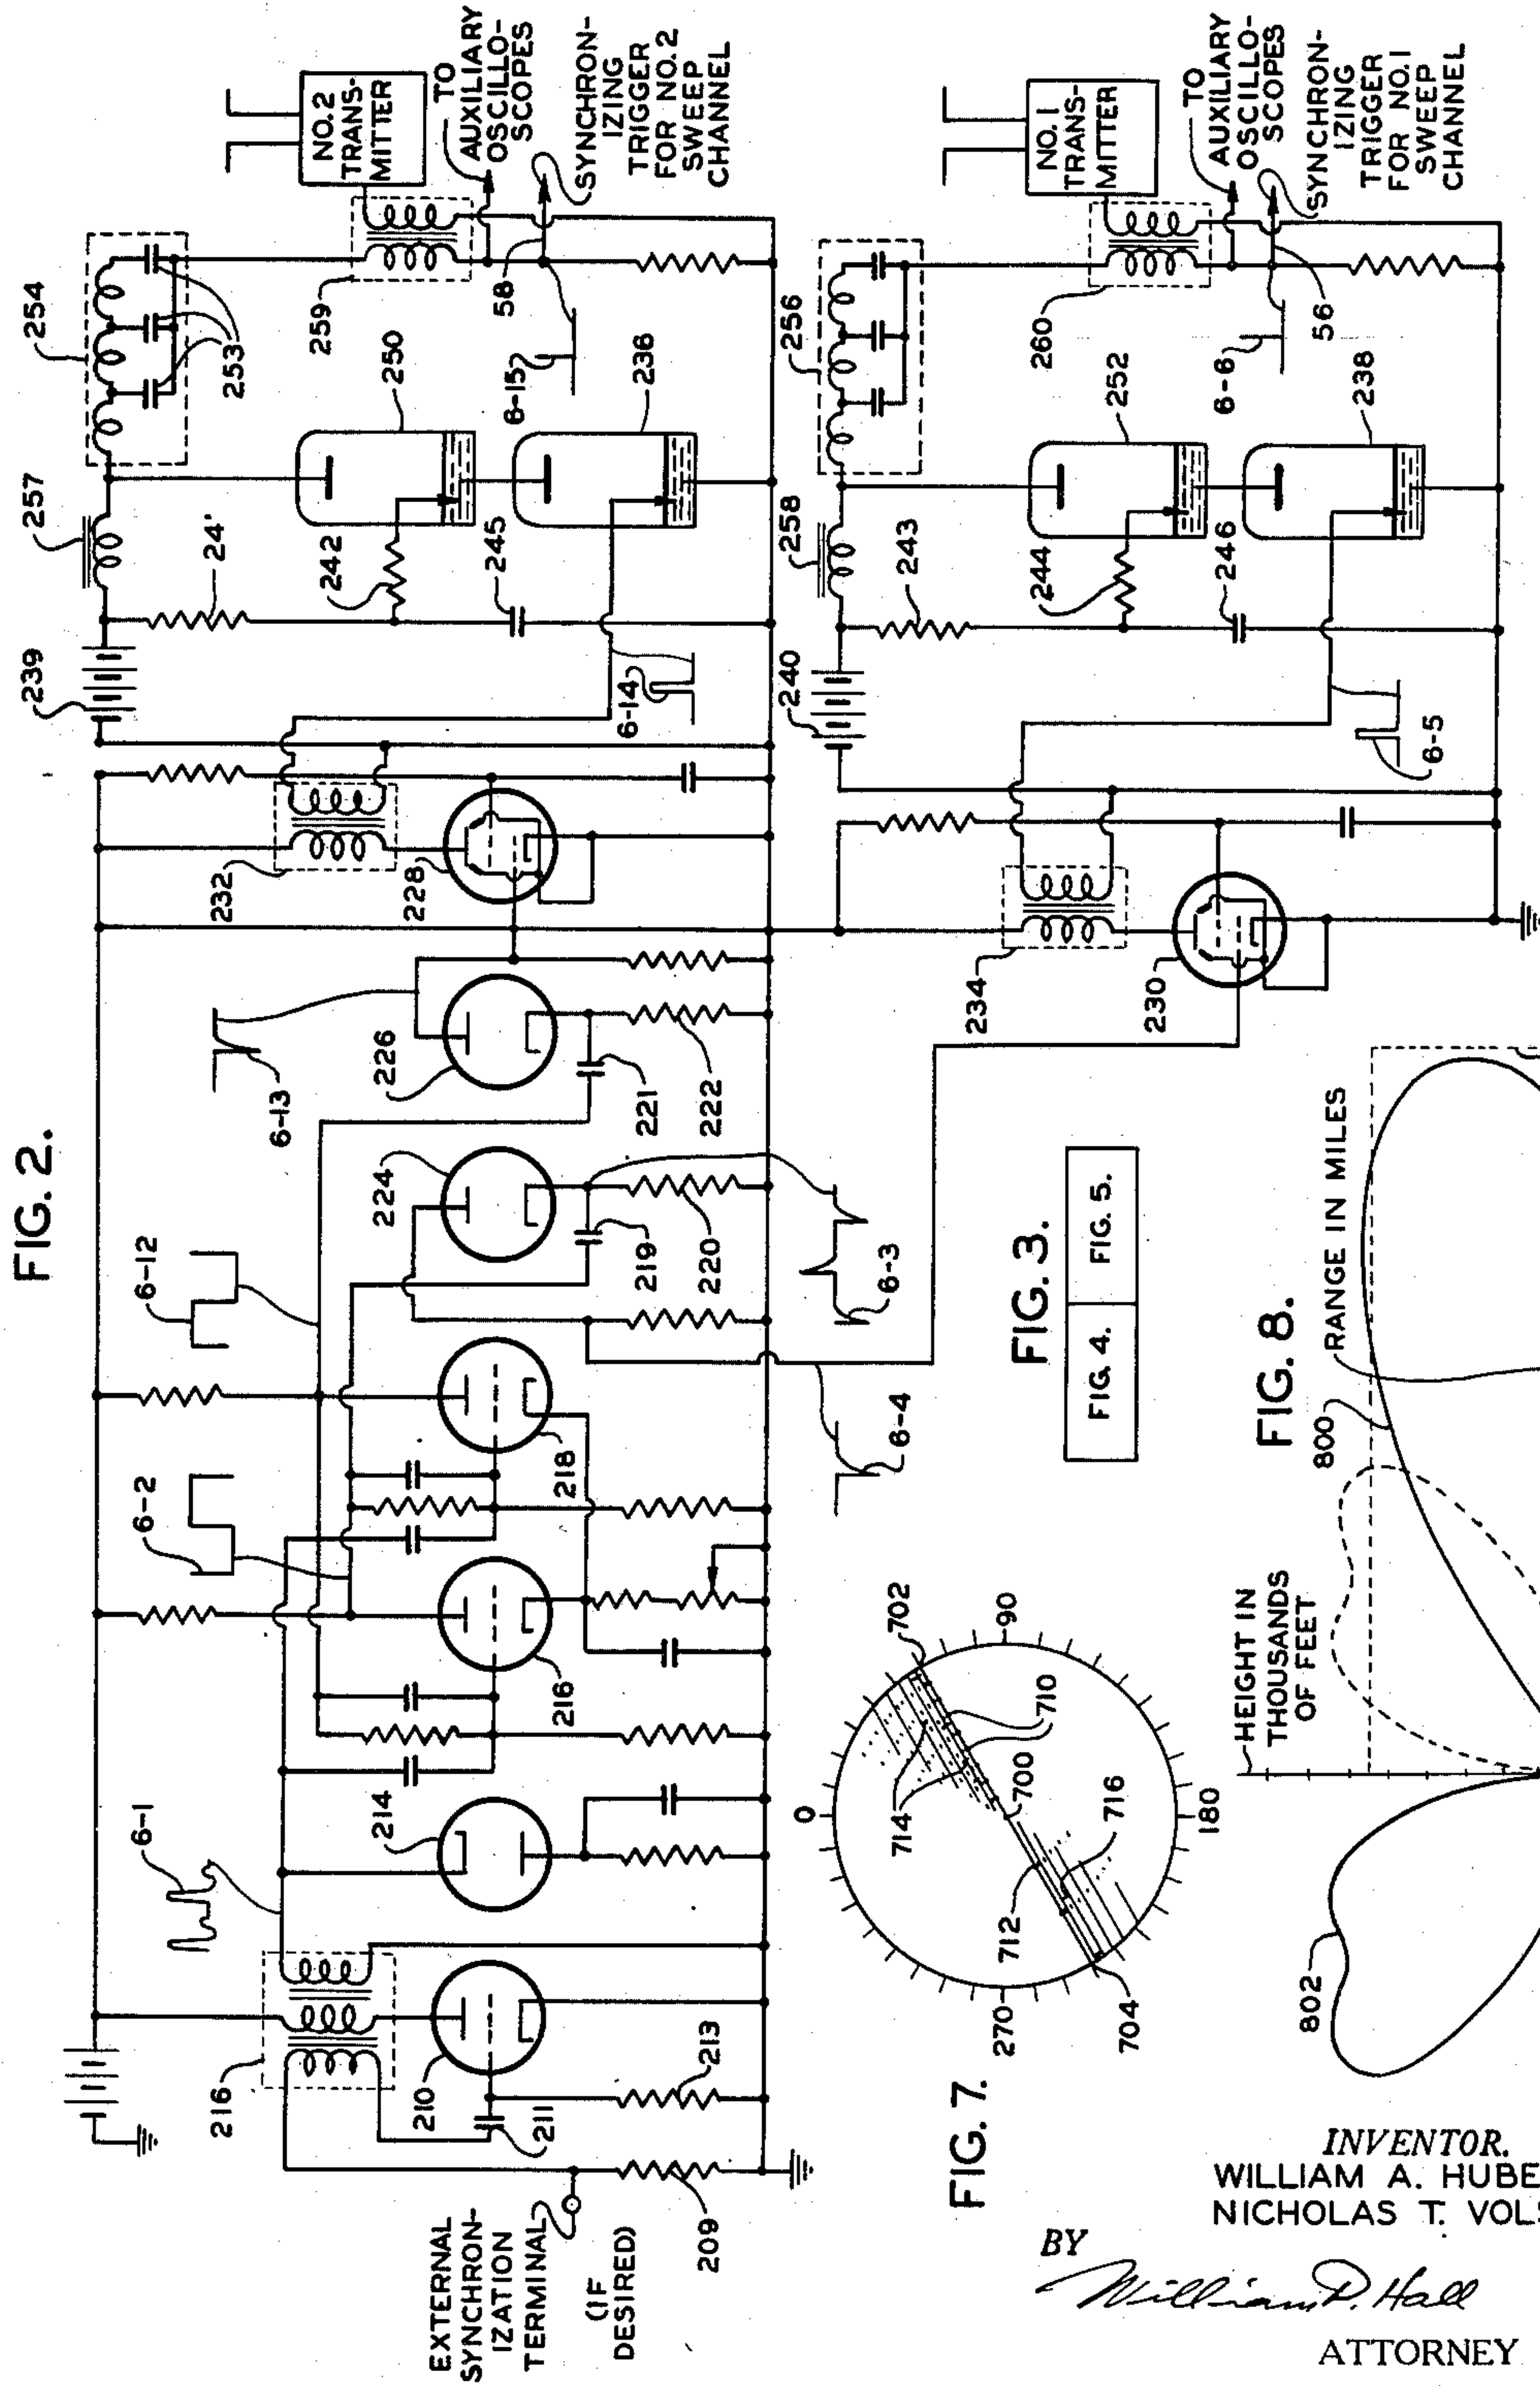 FIG. 2.
EXTERNAL
SYNCHRON-
IZATION
TERMINAL
(IF
DESIRED)
209
216
210
211
213
6-1
214
216
6-2
218
6-12
6-4
224
219
220
6-3
6-13
226
221
222
232
228
234
230
239
257
254
253
24'
242
245
250
236
6-14
259
58
6-15
NO. 2
TRANS-
MITTER
TO
AUXILIARY
OSCILLO-
SCOPES
SYNCHRON-
IZING
TRIGGER
FOR NO. 2
SWEEP
CHANNEL
240
258
256
243
244
246
252
238
6-5
260
56
6-6
NO. 1
TRANS-
MITTER
TO
AUXILIARY
OSCILLO-
SCOPES
SYNCHRON-
IZING
TRIGGER
FOR NO. 1
SWEEP
CHANNEL
FIG. 3.
FIG. 4.
FIG. 5.
FIG. 7.
0
90
180
270
700
702
704
710
712
714
716
FIG. 8.
HEIGHT IN
THOUSANDS
OF FEET
RANGE IN MILES
800
802
INVENTOR.
WILLIAM A. HUBE
NICHOLAS T. VOLS
BY
William D. Hall
ATTORNEY